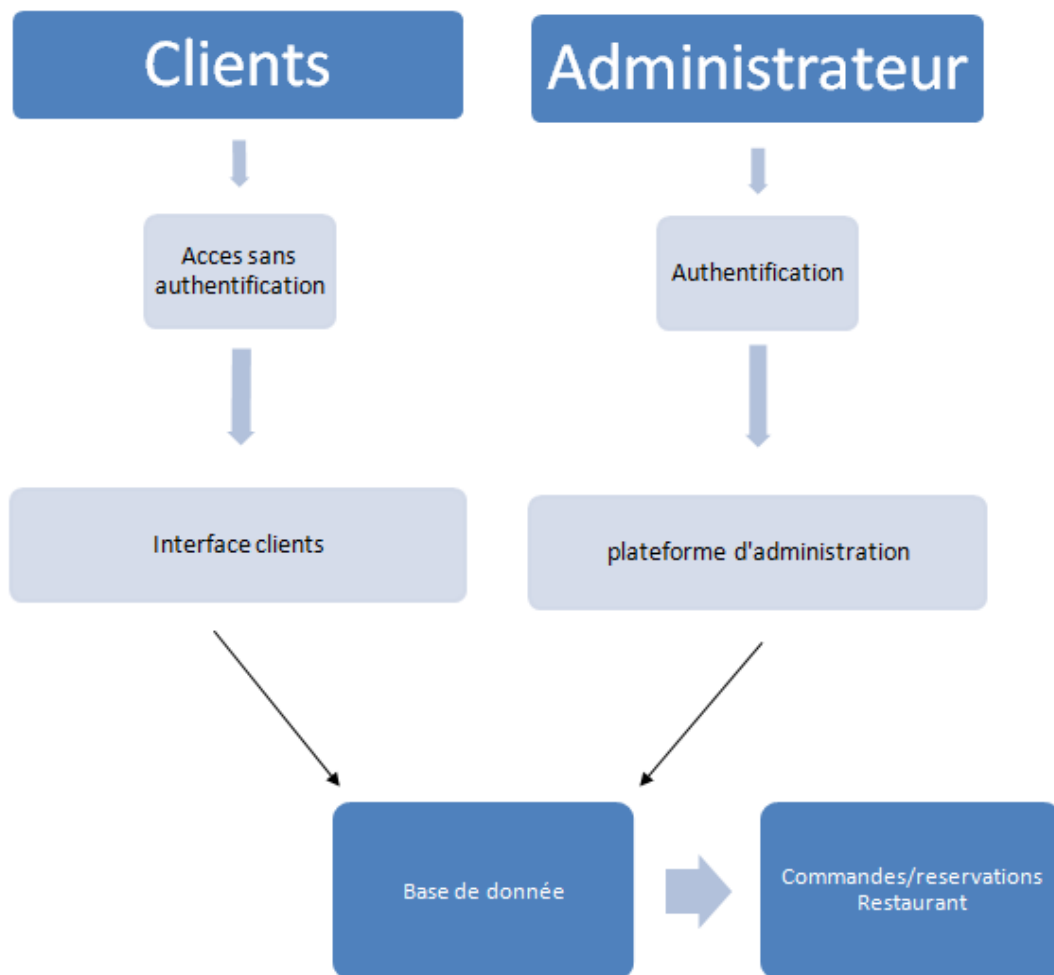 Clients
Administrateur
Acces sans
authentification
Authentification
Interface clients
plateforme d'administration
Base de donnée
Commandes/reservations
Restaurant